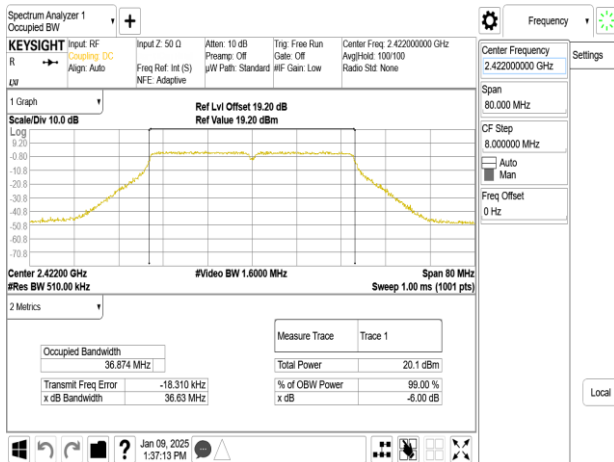 Spectrum Analyzer 1
Occupied BW
Frequency
KEYSIGHT
R
LXI
Input: RF
Coupling: DC
Align: Auto
Input Z: 50 Ω
Freq Ref: Int (S)
NFE: Adaptive
Atten: 10 dB
Preamp: Off
µW Path: Standard
Trig: Free Run
Gate: Off
#IF Gain: Low
Center Freq: 2.422000000 GHz
Avg|Hold: 100/100
Radio Std: None
Center Frequency
2.422000000 GHz
Settings
Span
80.000 MHz
CF Step
8.000000 MHz
Auto
Man
Freq Offset
0 Hz
Local
1 Graph
Scale/Div 10.0 dB
Ref Lvl Offset 19.20 dB
Ref Value 19.20 dBm
Log
9.20
-0.80
-10.8
-20.8
-30.8
-40.8
-50.8
-60.8
-70.8
Center 2.42200 GHz
#Video BW 1.6000 MHz
Span 80 MHz
#Res BW 510.00 kHz
Sweep 1.00 ms (1001 pts)
2 Metrics
Measure Trace Trace 1
Occupied Bandwidth
36.874 MHz
Total Power 20.1 dBm
Transmit Freq Error -18.310 kHz
% of OBW Power 99.00 %
x dB Bandwidth 36.63 MHz
x dB -6.00 dB
Jan 09, 2025
1:37:13 PM